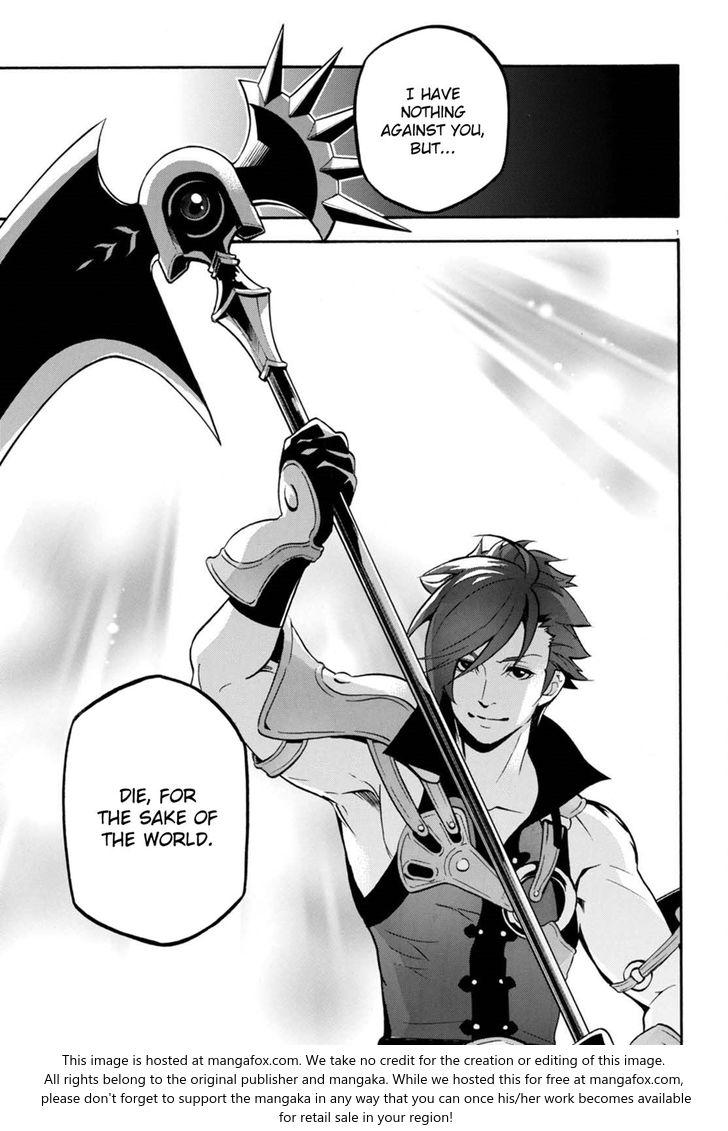 I HAVE
NOTHING
AGAINST YOU,
BUT...
1
DIE, FOR
THE SAKE OF
THE WORLD.
This image is hosted at mangafox.com. We take no credit for the creation or editing of this image.
All rights belong to the original publisher and mangaka. While we hosted this for free at mangafox.com,
please don't forget to support the mangaka in any way that you can once his/her work becomes available
for retail sale in your region!